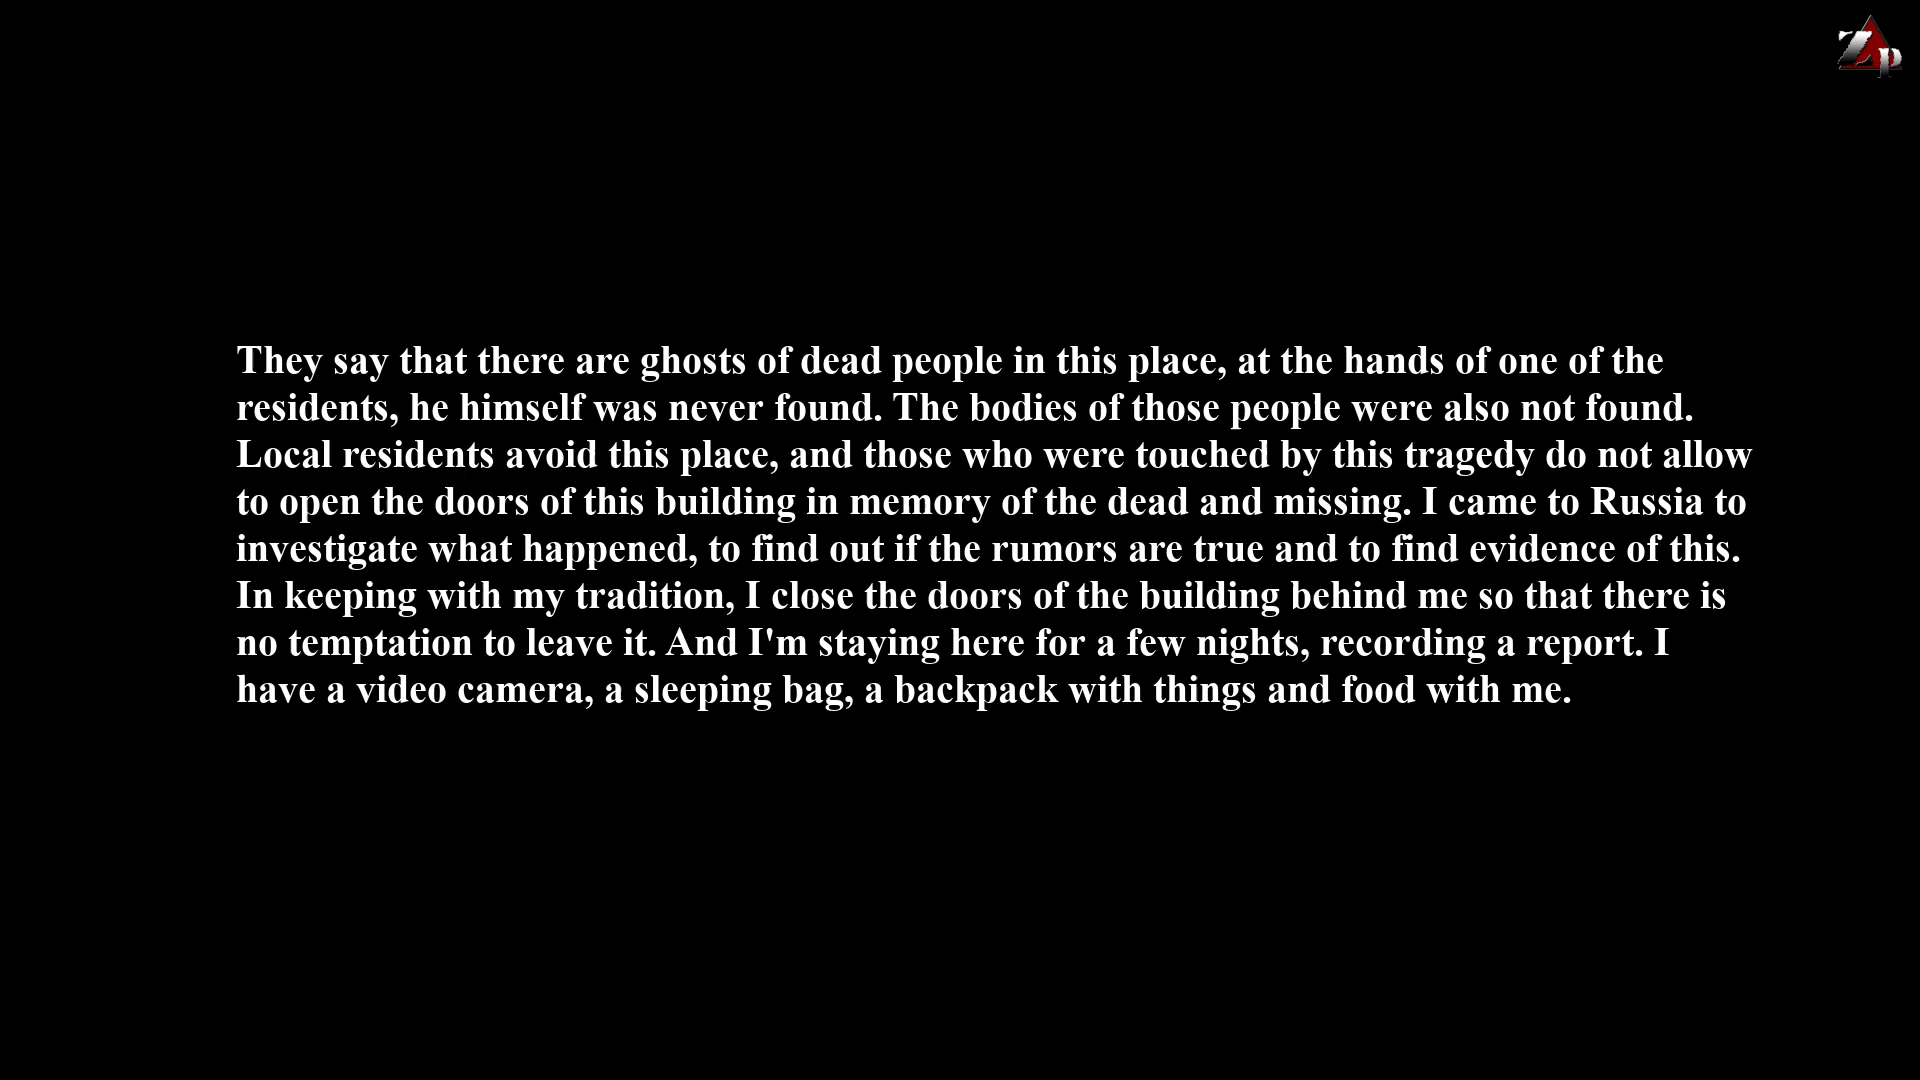 Zp
They say that there are ghosts of dead people in this place, at the hands of one of the
residents, he himself was never found. The bodies of those people were also not found.
Local residents avoid this place, and those who were touched by this tragedy do not allow
to open the doors of this building in memory of the dead and missing. I came to Russia to
investigate what happened, to find out if the rumors are true and to find evidence of this.
In keeping with my tradition, I close the doors of the building behind me so that there is
no temptation to leave it. And I'm staying here for a few nights, recording a report. I
have a video camera, a sleeping bag, a backpack with things and food with me.